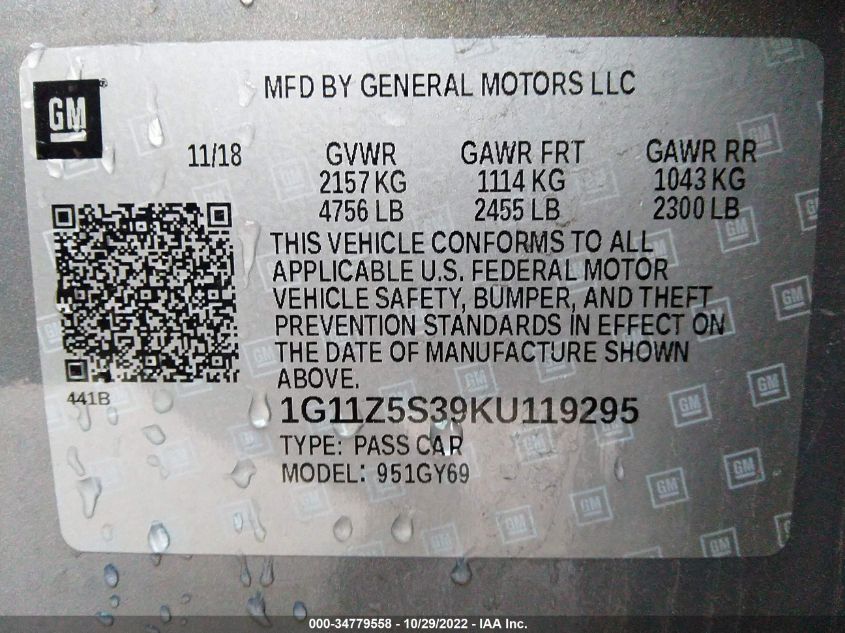 MFD BY GENERAL MOTORS LLC
GM
11/18 GVWR GAWR FRT GAWR RR
2157 KG 1114 KG 1043 KG
4756 LB 2455 LB 2300 LB
THIS VEHICLE CONFORMS TO ALL
APPLICABLE U.S. FEDERAL MOTOR
VEHICLE SAFETY, BUMPER, AND THEFT
PREVENTION STANDARDS IN EFFECT ON
THE DATE OF MANUFACTURE SHOWN
ABOVE.
441B
1G11Z5S39KU119295
TYPE: PASS CAR
MODEL: 951GY69
000-34779558 - 10/29/2022 - IAA Inc.